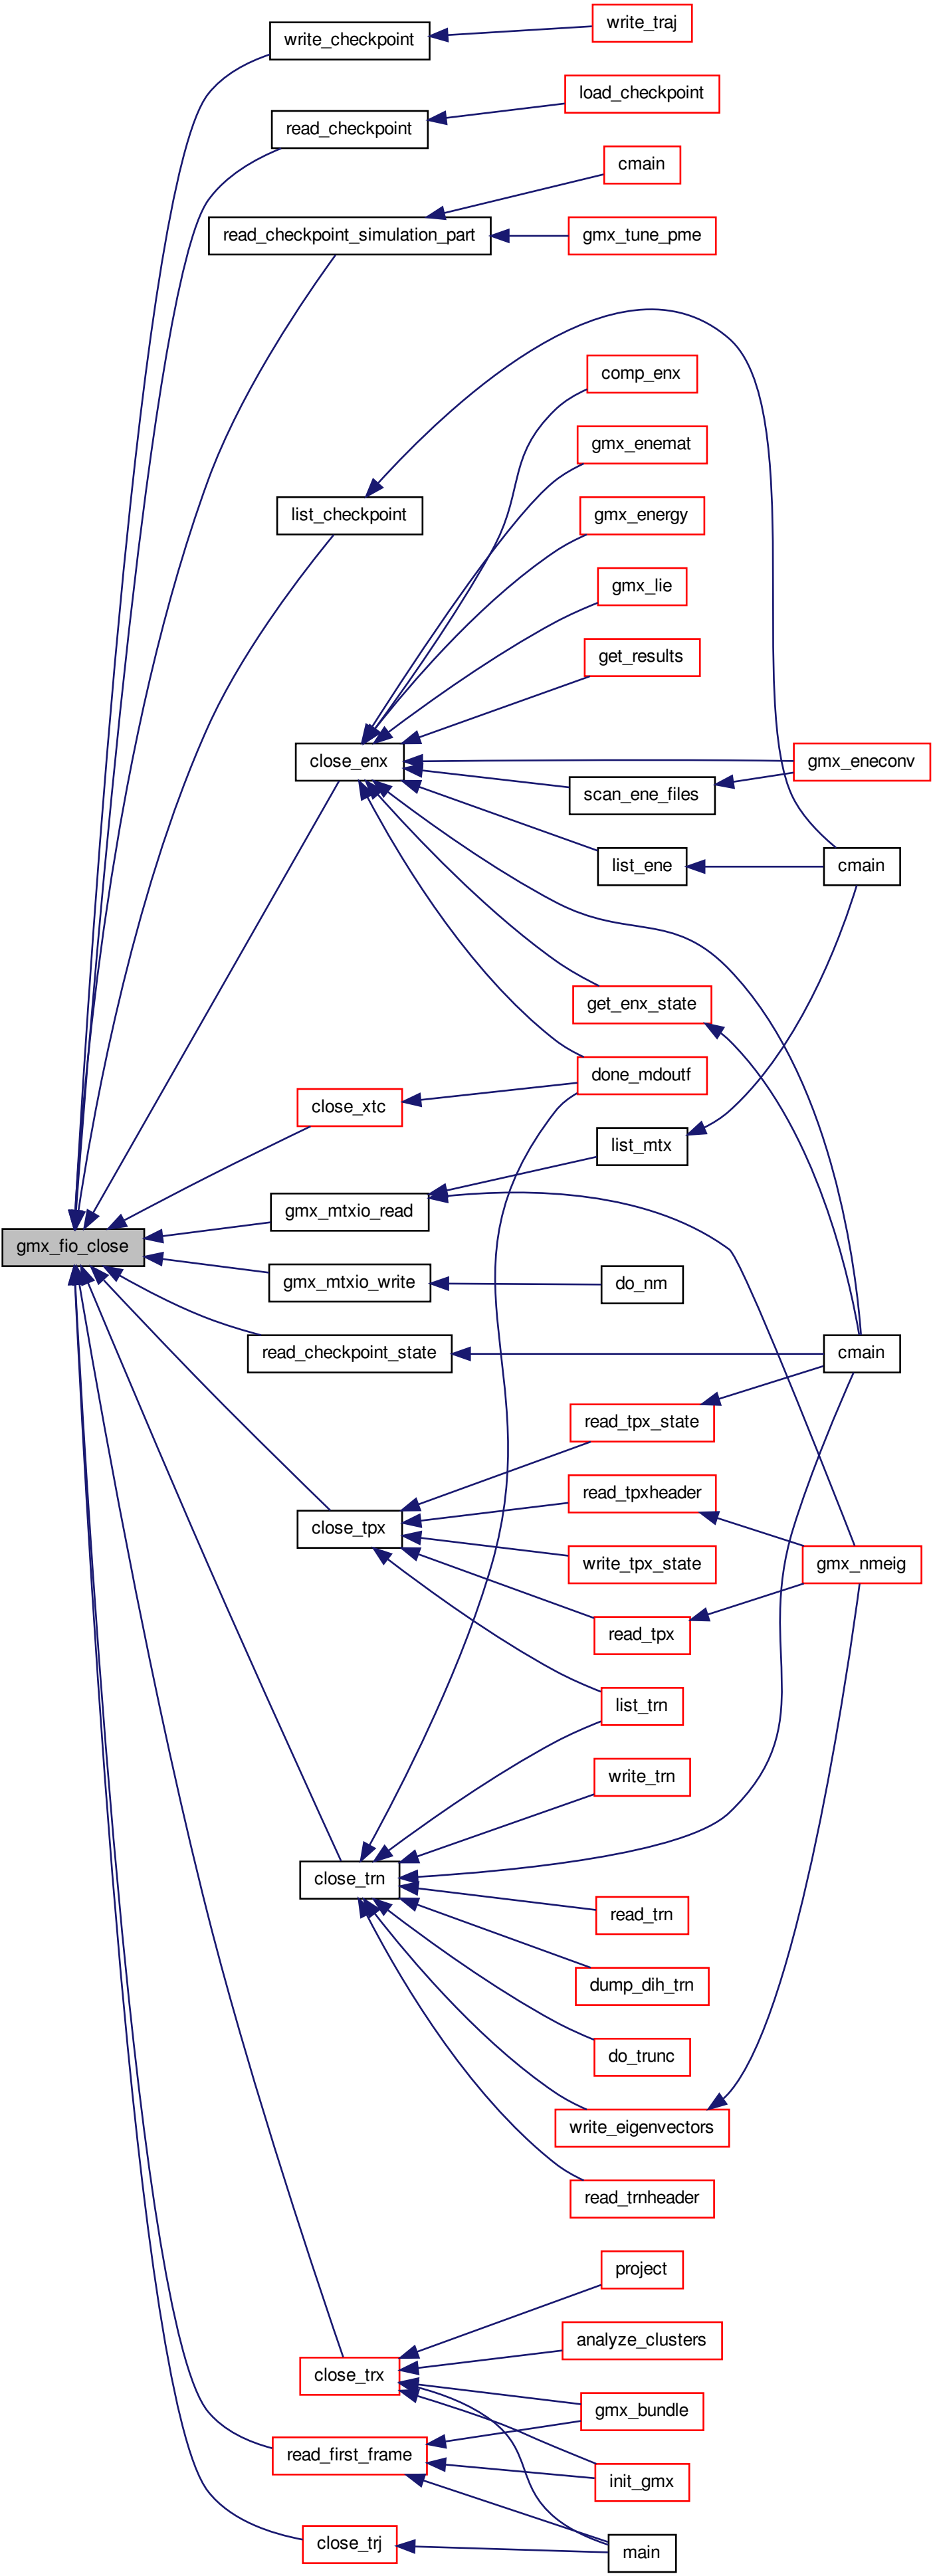 write_traj
write_checkpoint
load_checkpoint
read_checkpoint
cmain
read_checkpoint_simulation_part
gmx_tune_pme
comp_enx
gmx_enemat
list_checkpoint
gmx_energy
gmx_lie
get_results
close_enx
gmx_eneconv
scan_ene_files
list_ene
cmain
get_enx_state
done_mdoutf
close_xtc
list_mtx
gmx_mtxio_read
gmx_fio_close
gmx_mtxio_write
do_nm
read_checkpoint_state
cmain
read_tpx_state
read_tpxheader
close_tpx
write_tpx_state
gmx_nmeig
read_tpx
list_trn
write_trn
close_trn
read_trn
dump_dih_trn
do_trunc
write_eigenvectors
read_trnheader
project
analyze_clusters
close_trx
gmx_bundle
read_first_frame
init_gmx
close_trj
main